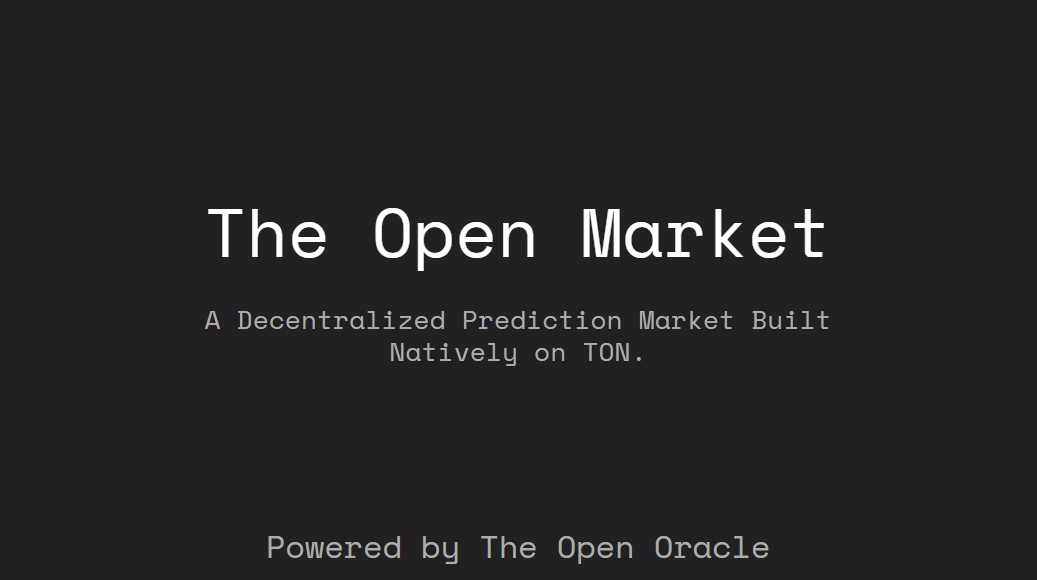 The Open Market
A Decentralized Prediction Market Built
Natively on TON.
Powered by The Open Oracle